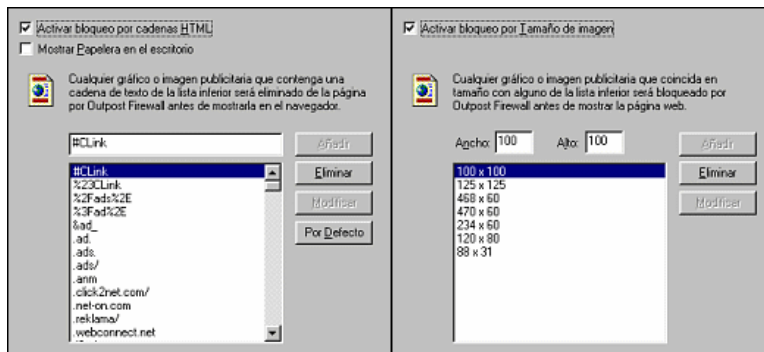 Activar bloqueo por cadenas HTML
Mostrar Papelera en el escritorio
Cualquier gráfico o imagen publicitaria que contenga una
cadena de texto de la lista inferior será eliminado de la página
por Outpost Firewall antes de mostrarla en el navegador.
#CLink
Añadir
#CLink
%23CLink
%2Fads%2E
%3Fad%2E
&ad_
.ad.
.ads.
.ads/
.anm
.click2net.com/
.net-on.com
.reklama/
.webconnect.net
Eliminar
Modificar
Por Defecto
Activar bloqueo por Tamaño de imagen
Cualquier gráfico o imagen publicitaria que coincida en
tamaño con alguno de la lista inferior será bloqueado por
Outpost Firewall antes de mostrar la página web.
Ancho: 100 Alto: 100
Añadir
100 x 100
125 x 125
468 x 60
470 x 60
234 x 60
120 x 80
88 x 31
Eliminar
Modificar